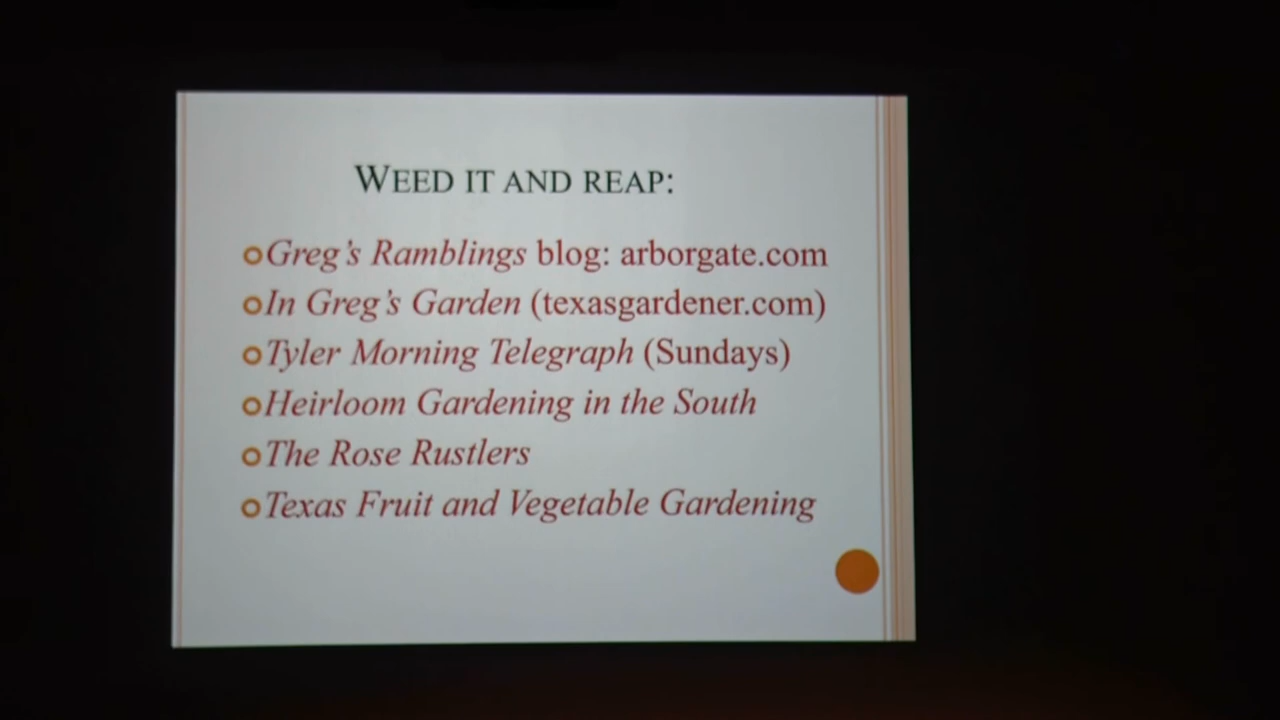 WEED IT AND REAP:
Greg's Ramblings blog: arborgate.com
In Greg's Garden (texasgardener.com)
Tyler Morning Telegraph (Sundays)
Heirloom Gardening in the South
The Rose Rustlers
Texas Fruit and Vegetable Gardening